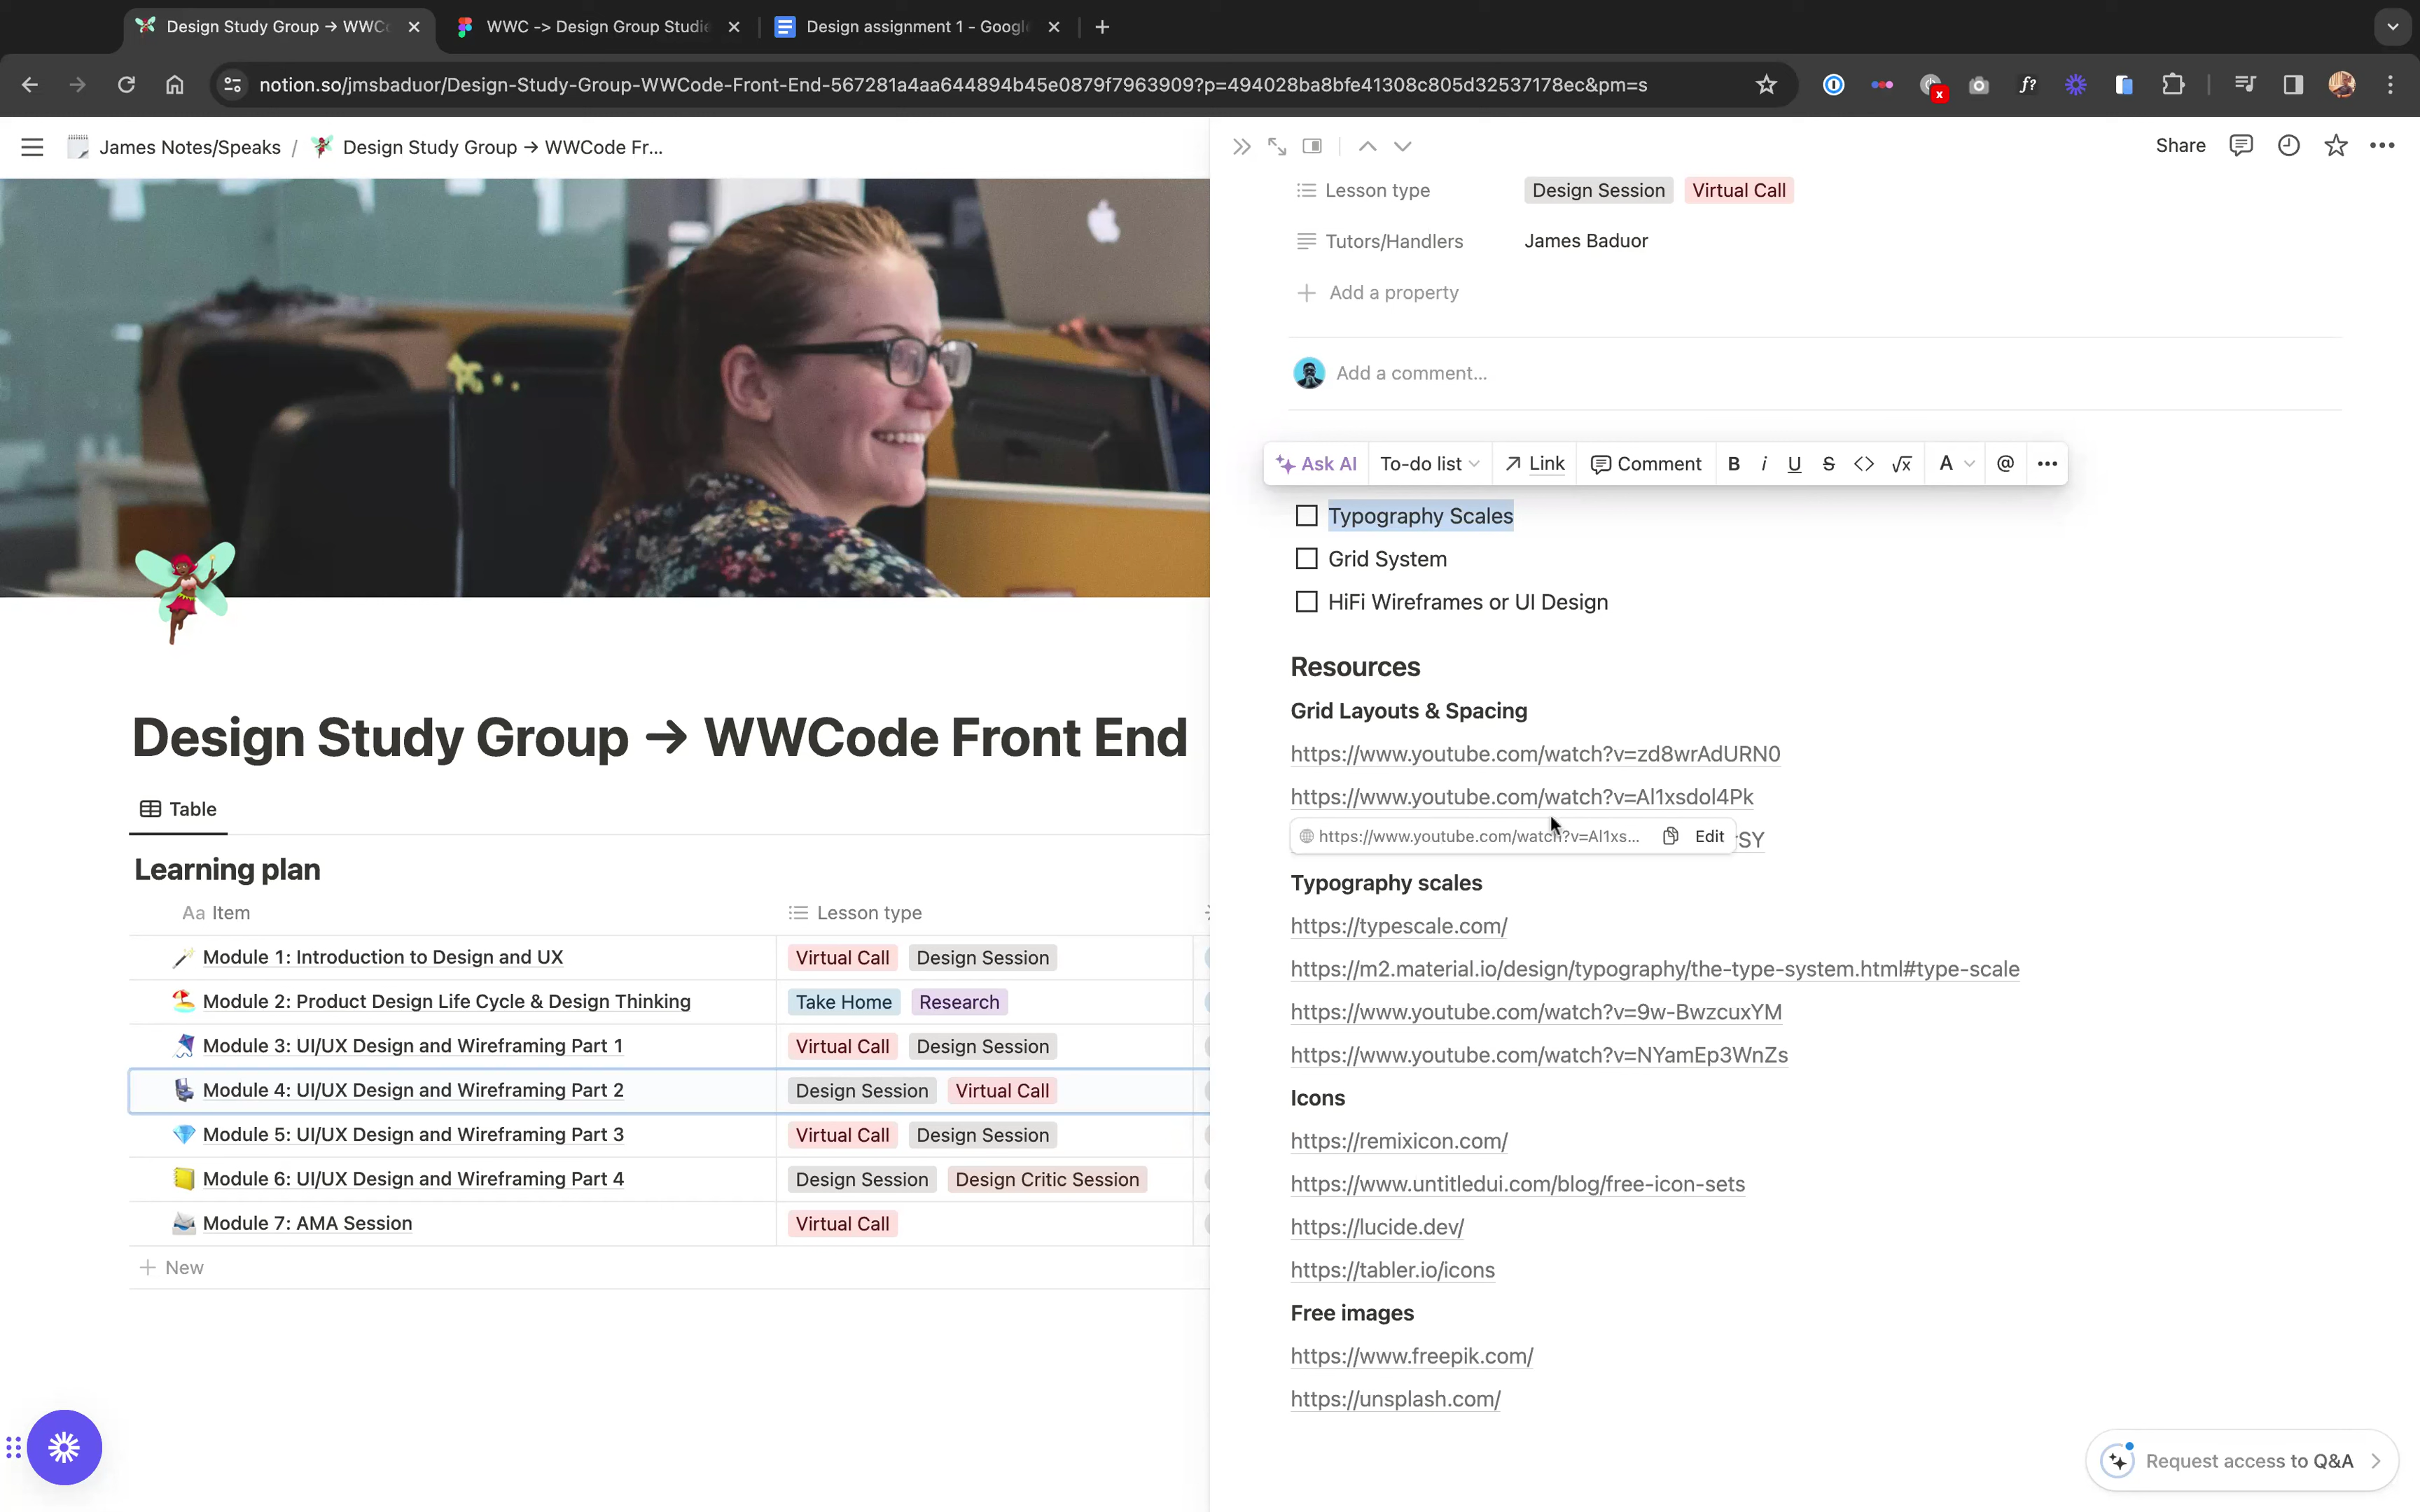 Design Study Group → WWC
WWC -> Design Group Studie
Design assignment 1 - Googl
notion.so/jmsbaduor/Design-Study-Group-WWCode-Front-End-567281a4aa644894b45e0879f7963909?p=494028ba8bfe41308c805d32537178ec&pm=s
James Notes/Speaks / Design Study Group → WWCode Fr...
Share
Lesson type Design Session Virtual Call
Tutors/Handlers James Baduor
Add a property
Add a comment...
Ask AI To-do list Link Comment B i U S <> √x A @ •••
Typography Scales
Grid System
HiFi Wireframes or UI Design
Resources
Grid Layouts & Spacing
https://www.youtube.com/watch?v=zd8wrAdURN0
https://www.youtube.com/watch?v=Al1xsdol4Pk
https://www.youtube.com/watch?v=Al1xs... Edit
SY
Typography scales
https://typescale.com/
https://m2.material.io/design/typography/the-type-system.html#type-scale
https://www.youtube.com/watch?v=9w-BwzcuxYM
https://www.youtube.com/watch?v=NYamEp3WnZs
Icons
https://remixicon.com/
https://www.untitledui.com/blog/free-icon-sets
https://lucide.dev/
https://tabler.io/icons
Free images
https://www.freepik.com/
https://unsplash.com/
Request access to Q&A
Design Study Group → WWCode Front End
Table
Learning plan
Aa Item Lesson type
Module 1: Introduction to Design and UX Virtual Call Design Session
Module 2: Product Design Life Cycle & Design Thinking Take Home Research
Module 3: UI/UX Design and Wireframing Part 1 Virtual Call Design Session
Module 4: UI/UX Design and Wireframing Part 2 Design Session Virtual Call
Module 5: UI/UX Design and Wireframing Part 3 Virtual Call Design Session
Module 6: UI/UX Design and Wireframing Part 4 Design Session Design Critic Session
Module 7: AMA Session Virtual Call
New